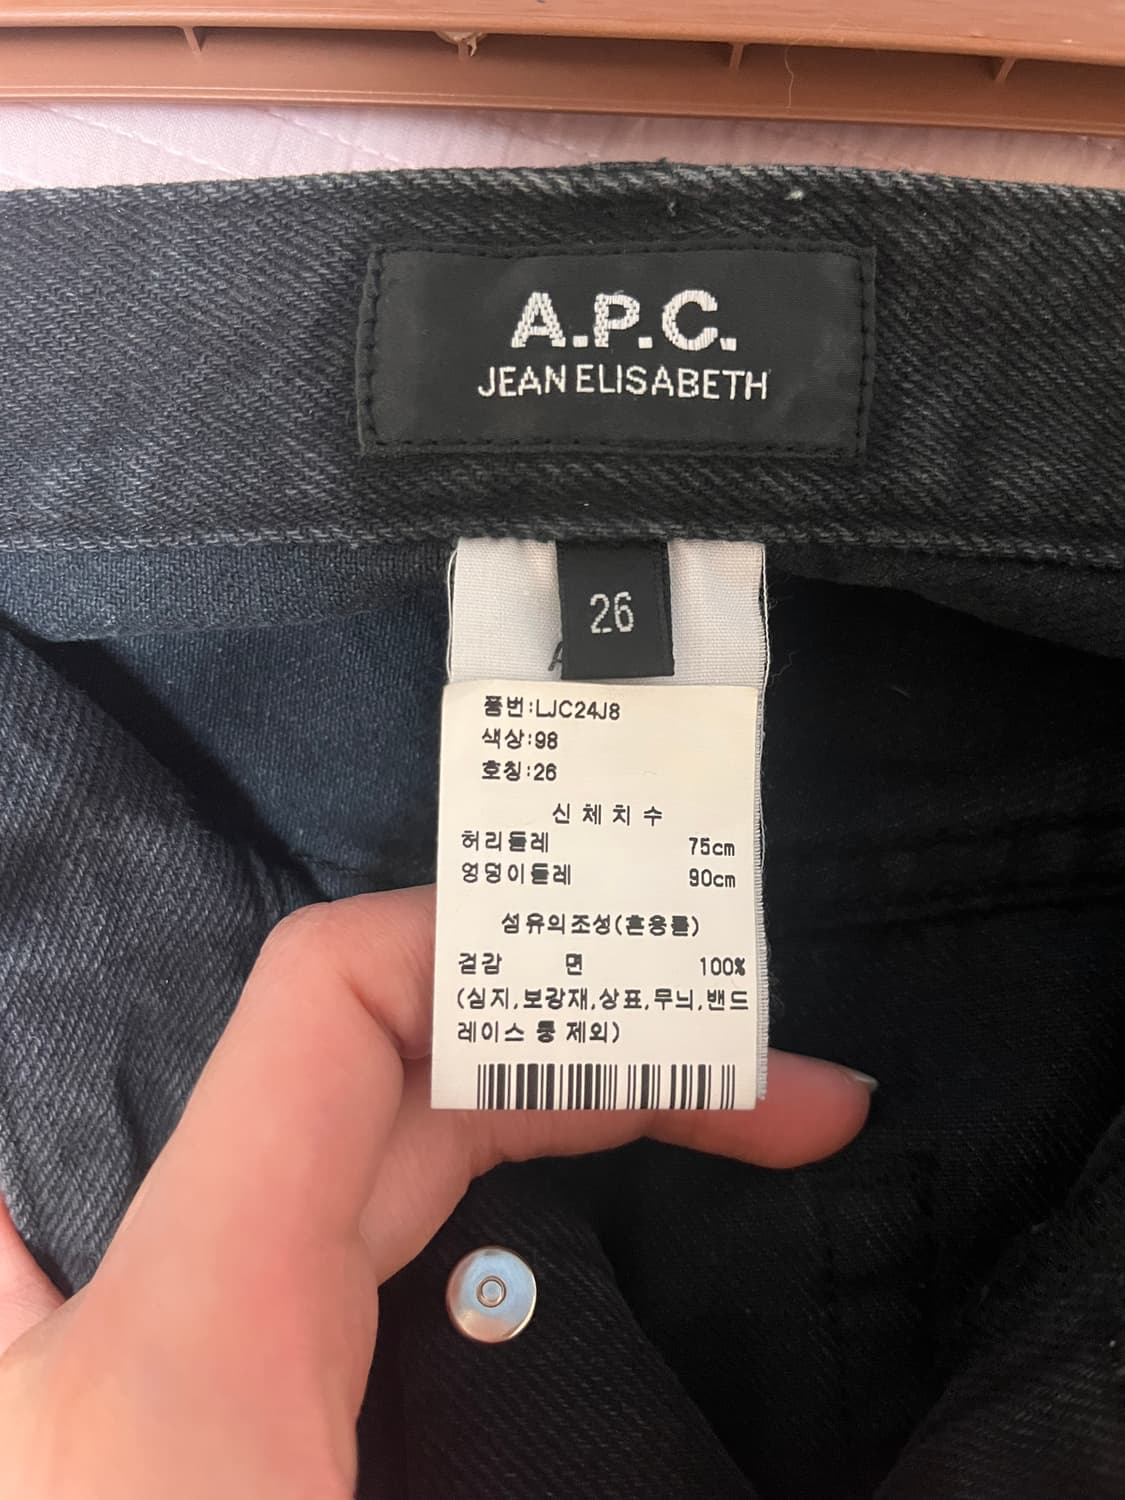 A.P.C.
JEAN ELISABETH
26
A
품번:LJC24J8
색상:98
호칭:26
신체치수
허리둘레 75cm
엉덩이둘레 90cm
섬유의조성(혼용률)
겉감 면 100%
(심지,보강재,상표,무늬,밴드
레이스 등 제외)